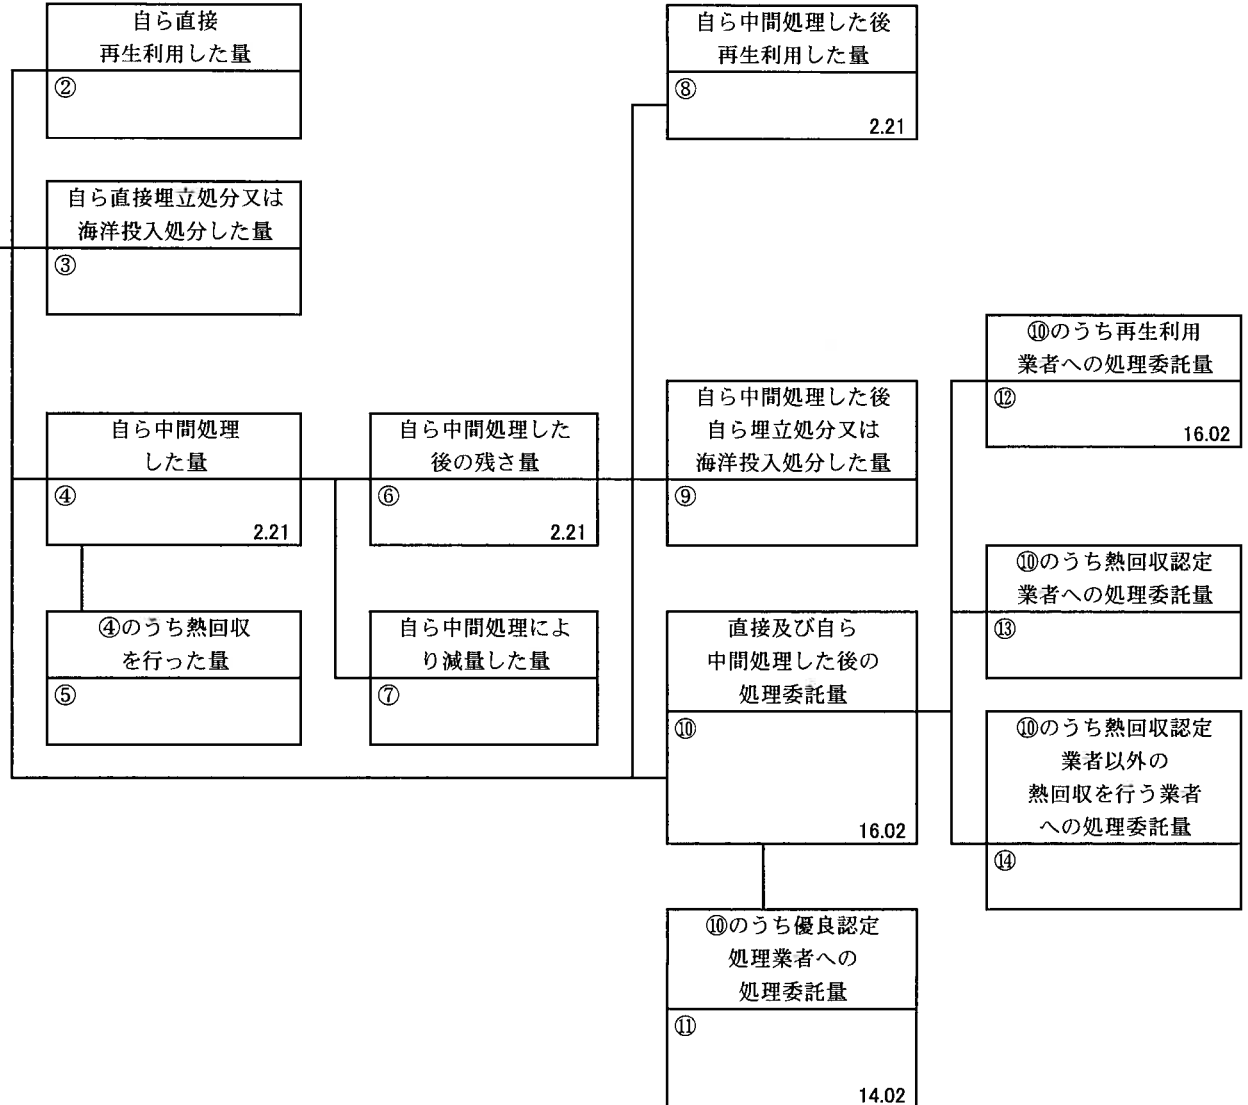 自ら直接
再生利用した量
②
自ら中間処理した後
再生利用した量
⑧
2.21
自ら直接埋立処分又は
海洋投入処分した量
③
⑩のうち再生利用
業者への処理委託量
⑫
16.02
自ら中間処理
した量
④
2.21
自ら中間処理した
後の残さ量
⑥
2.21
自ら中間処理した後
自ら埋立処分又は
海洋投入処分した量
⑨
⑩のうち熱回収認定
業者への処理委託量
⑬
④のうち熱回収
を行った量
⑤
自ら中間処理によ
り減量した量
⑦
直接及び自ら
中間処理した後の
処理委託量
⑩
16.02
⑩のうち熱回収認定
業者以外の
熱回収を行う業者
への処理委託量
⑭
⑩のうち優良認定
処理業者への
処理委託量
⑪
14.02